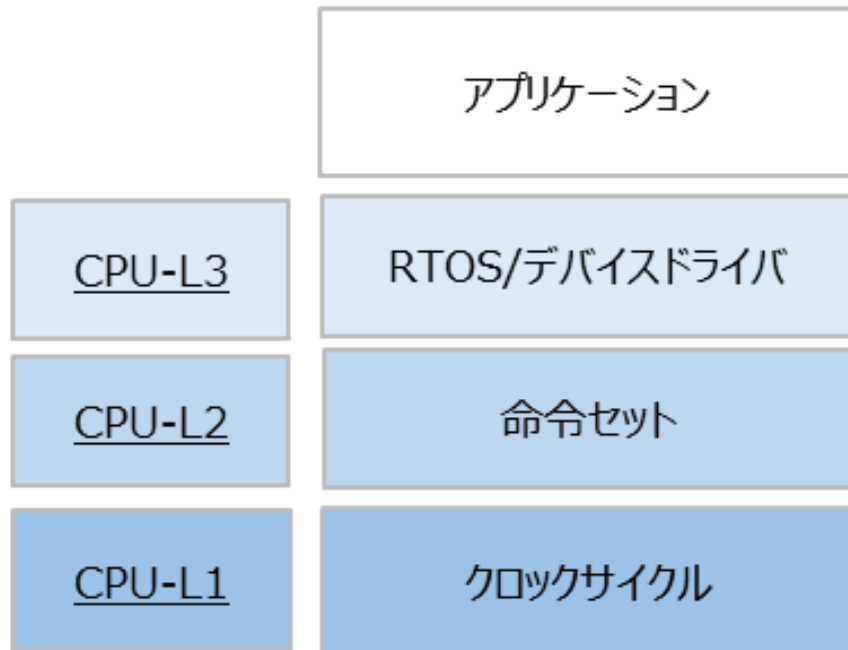 アプリケーション
CPU-L3
RTOS/デバイスドライバ
CPU-L2
命令セット
CPU-L1
クロックサイクル